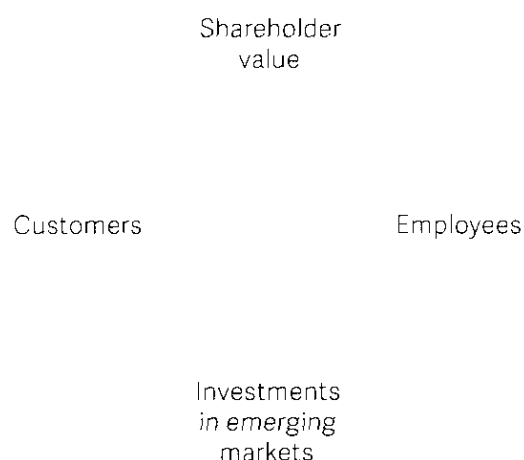 Shareholder
value
Customers
Employees
Investments
in emerging
markets